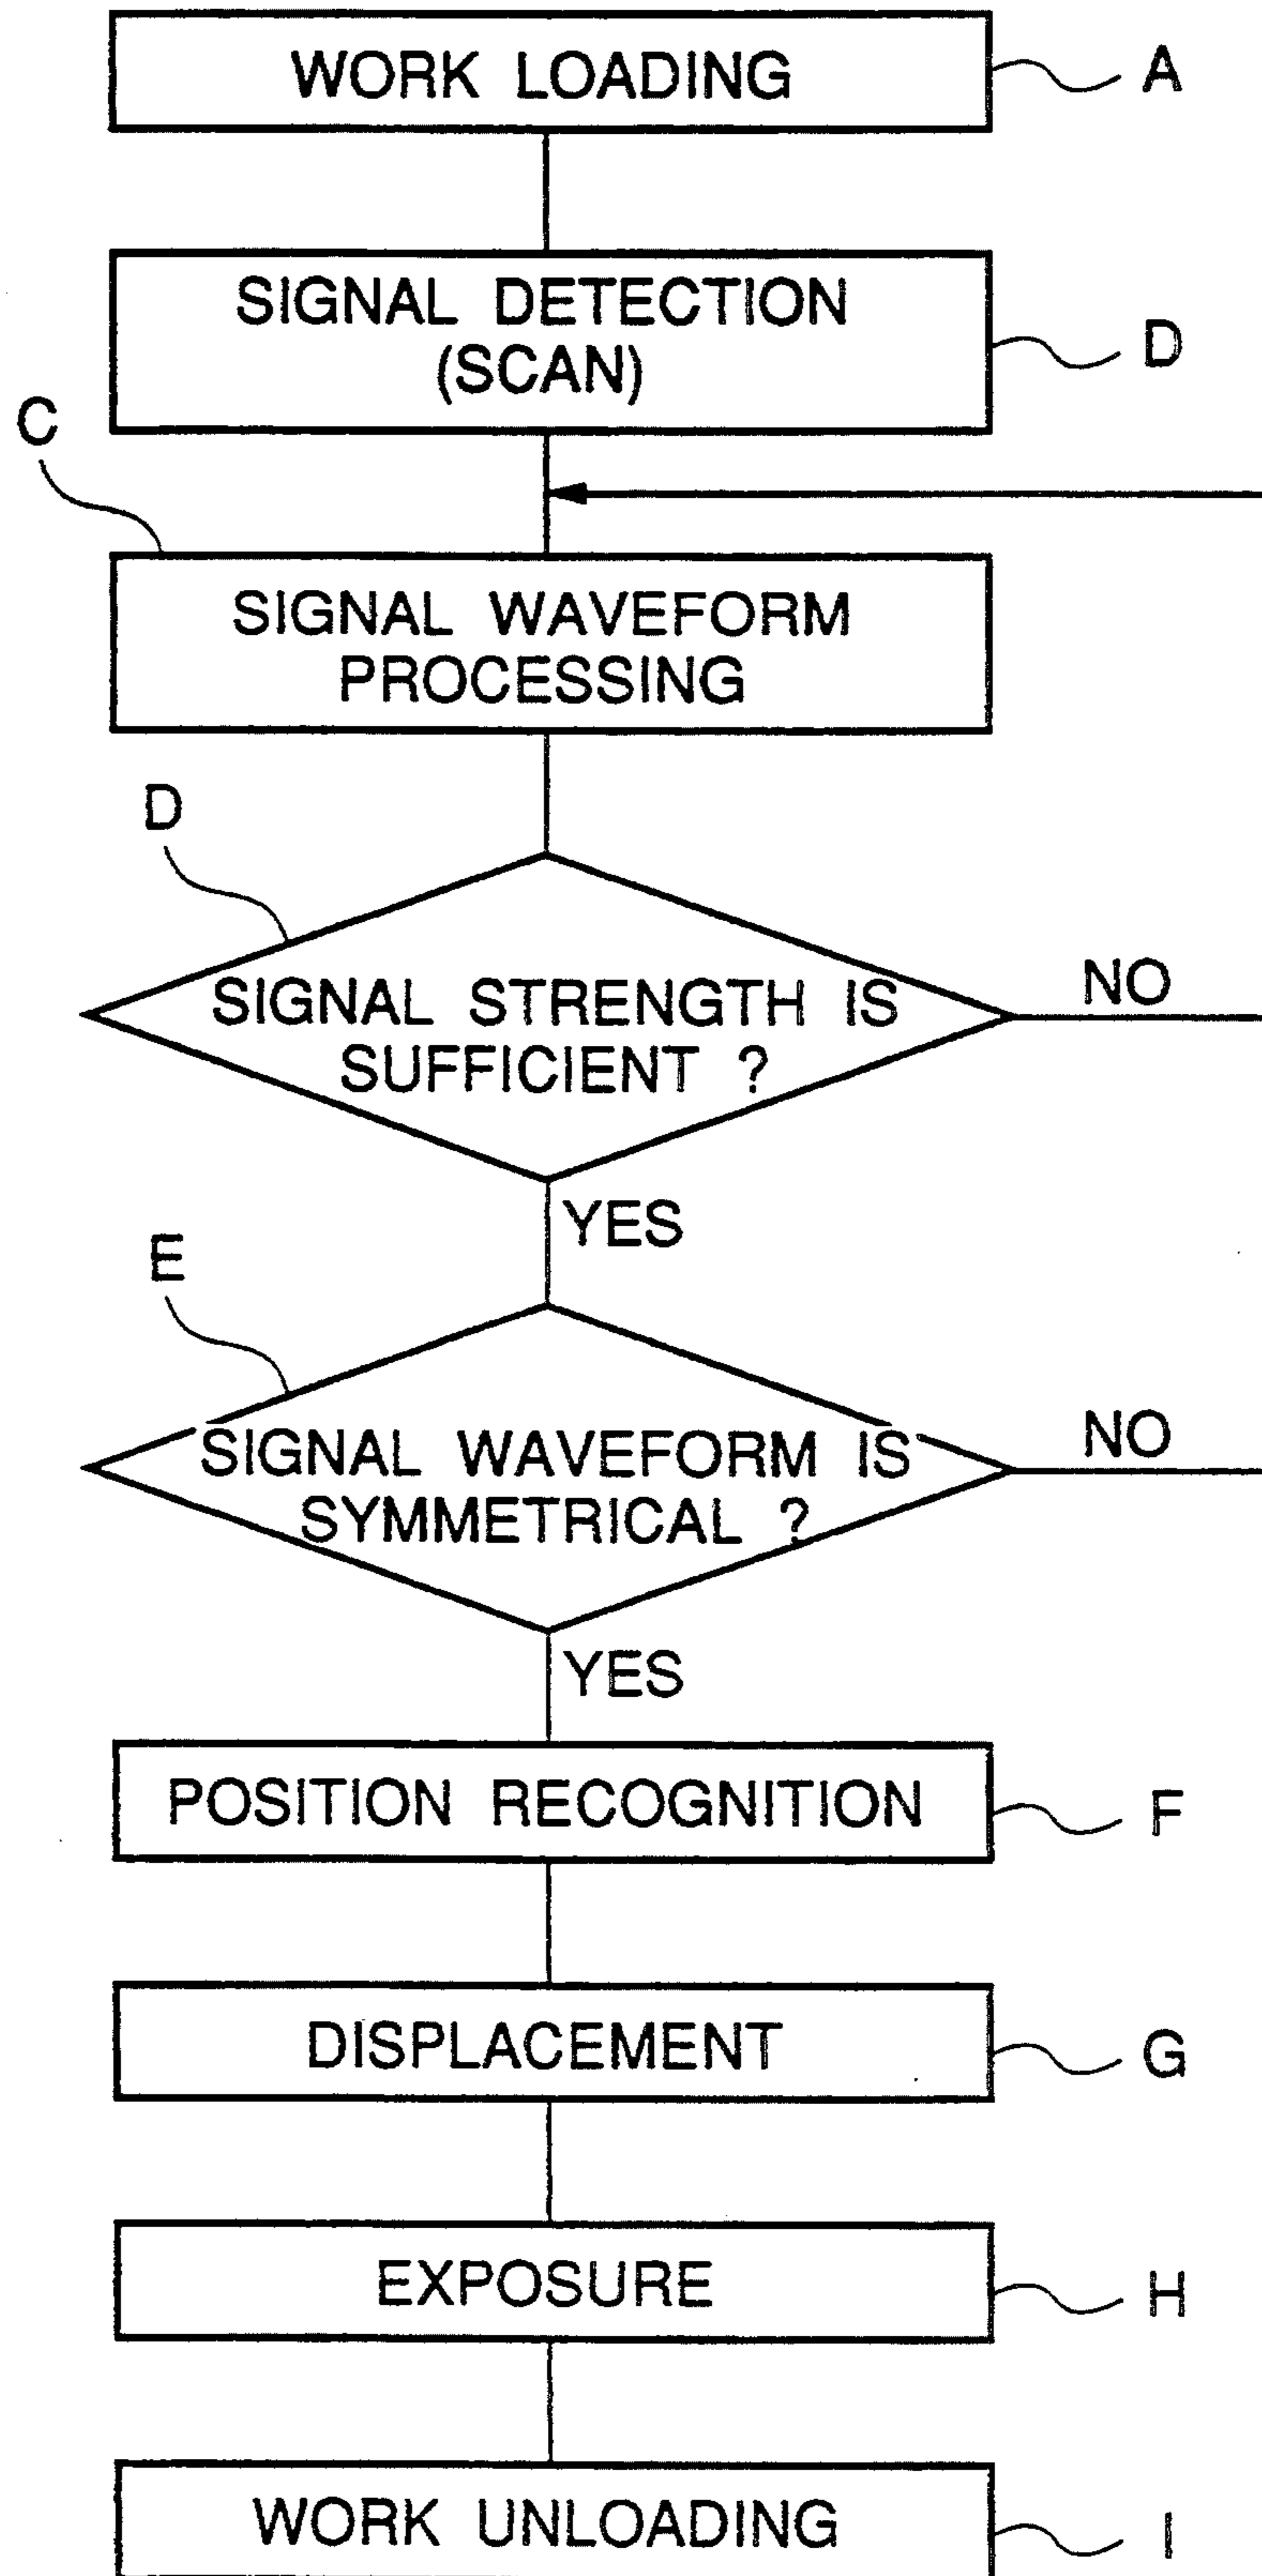 WORK LOADING
A
SIGNAL DETECTION
(SCAN)
D
C
SIGNAL WAVEFORM
PROCESSING
D
SIGNAL STRENGTH IS
SUFFICIENT ?
NO
YES
E
SIGNAL WAVEFORM IS
SYMMETRICAL ?
NO
YES
POSITION RECOGNITION
F
DISPLACEMENT
G
EXPOSURE
H
WORK UNLOADING
I